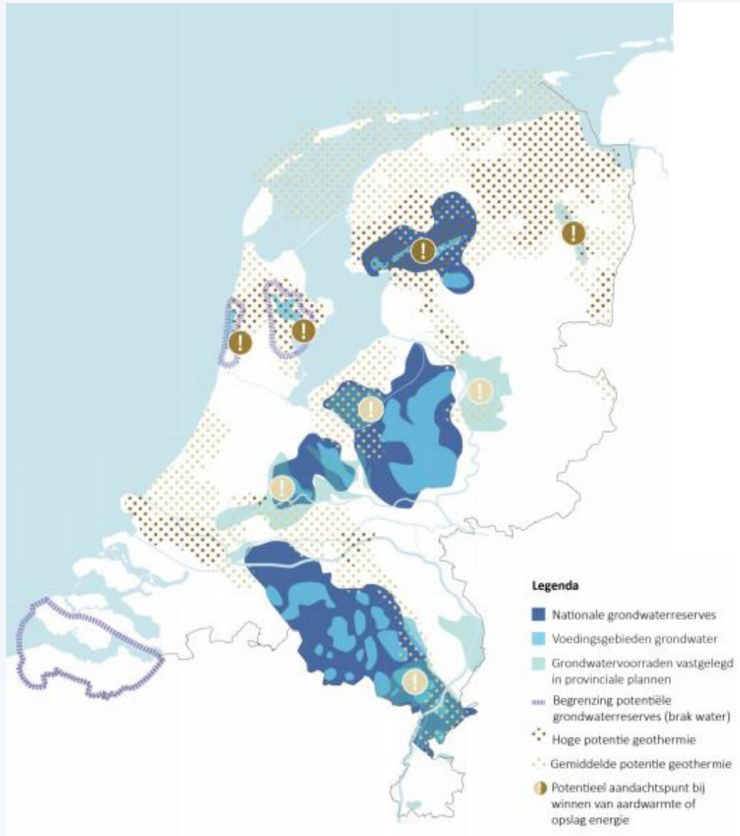 Legenda
Nationale grondwaterreserves
Voedingsgebieden grondwater
Grondwatervoorraden vastgelegd
in provinciale plannen
Begrenzing potentiële
grondwaterreserves (brak water)
Hoge potentie geothermie
Gemiddelde potentie geothermie
Potentieel aandachtspunt bij
winnen van aardwarmte of
opslag energie